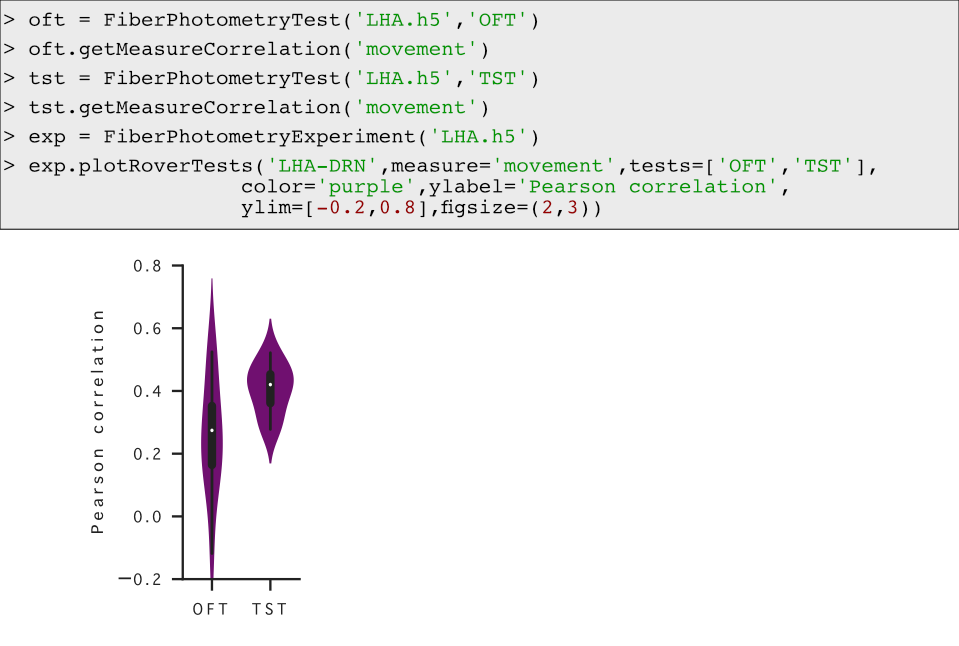 > oft = FiberPhotometryTest('LHA.h5','OFT')
> oft.getMeasureCorrelation('movement')
> tst = FiberPhotometryTest('LHA.h5','TST')
> tst.getMeasureCorrelation('movement')
> exp = FiberPhotometryExperiment('LHA.h5')
> exp.plotRoverTests('LHA-DRN',measure='movement',tests=['OFT','TST'],
color='purple',ylabel='Pearson correlation',
ylim=[-0.2,0.8],figsize=(2,3))
0.8
0.6
0.4
0.2
0.0
−0.2
Pearson correlation
OFT TST